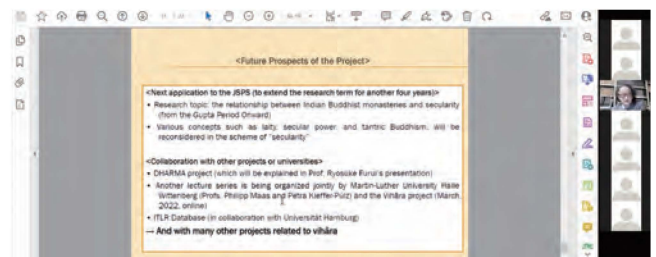 <Future Prospects of the Project>
<Next application to the JSPS (to extend the research term for another four years)>
• Research topic: the relationship between Indian Buddhist monasteries and secularity
(from the Gupta Period Onward)
• Various concepts such as laity, secular power, and tantric Buddhism, will be
reconsidered in the scheme of "secularity"
<Collaboration with other projects or universities>
• DHARMA project (which will be explained in Prof. Ryosuke Furui's presentation)
• Another lecture series is being organized jointly by Martin-Luther University Halle
Wittenberg (Profs. Philipp Maas and Petra Kieffer-Pülz) and the Vihāra project (March
2022, online)
• ITLR Database (in collaboration with Universität Hamburg)
→ And with many other projects related to vihāra